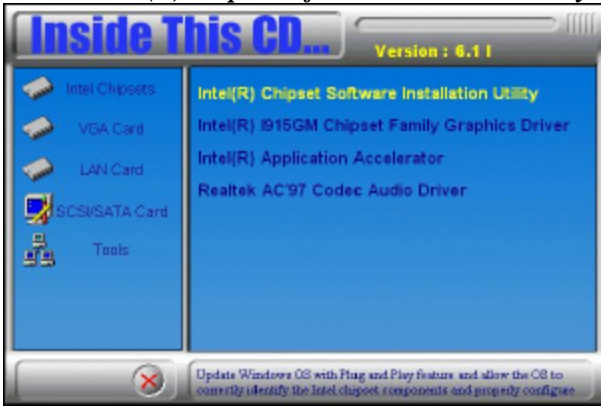 Inside This CD...
Version : 6.1 I
Intel Chipsets
VGA Card
LAN Card
SCSI/SATA Card
Tools
Intel(R) Chipset Software Installation Utility
Intel(R) I915GM Chipset Family Graphics Driver
Intel(R) Application Accelerator
Realtek AC'97 Codec Audio Driver
Update Windows OS with Plug and Play feature and allow the OS to
correctly identify the Intel chipset components and properly configure